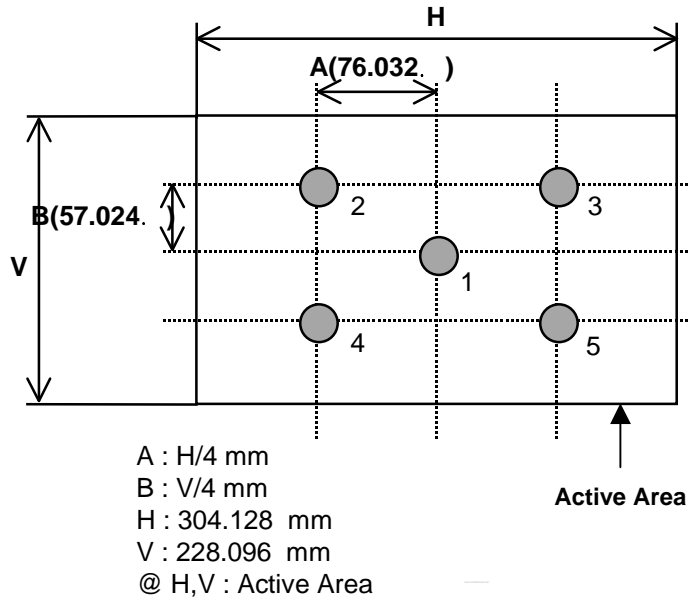 H
A(76.032. )
2
3
B(57.024. )
V
1
4
5
A : H/4 mm
B : V/4 mm
Active Area
H : 304.128 mm
V : 228.096 mm
@ H,V : Active Area